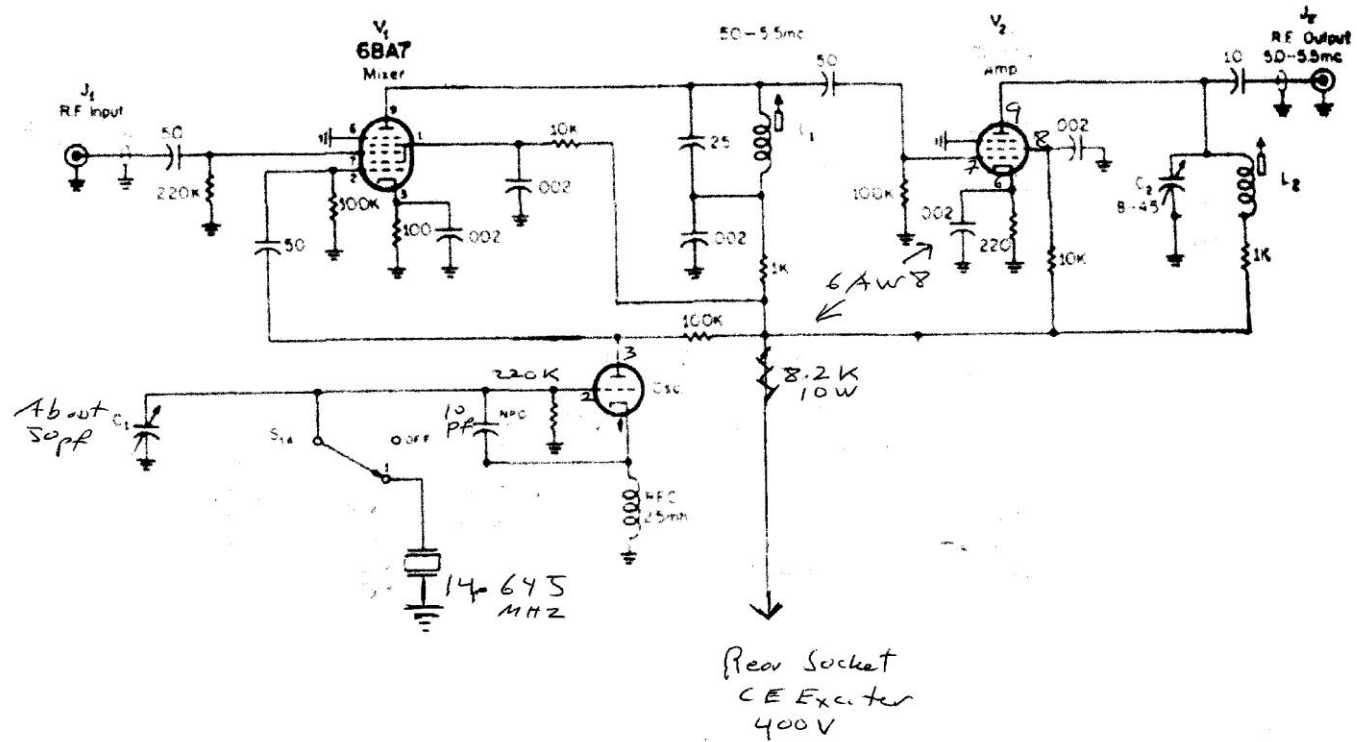 V1
6BA7
Mixer
50-5.5mc
V2
Amp
J2
R.F. Output
5.0-5.5mc
J1
R.F. Input
50
220K
6
7
2
9
1
3
10K
.002
100K
100
.002
50
25
.002
L1
1K
50
100K
7
9
8
6
.002
.002
220
10K
10
C2
8-45
L2
1K
6AW8
100K
8.2K
10W
3
2
1
Osc.
220K
10
pf
NPO
About
50pf
C1
S1A
OFF
1
RFC
2.5mh
14.645
MHZ
Rear Socket
CE Exciter
400V